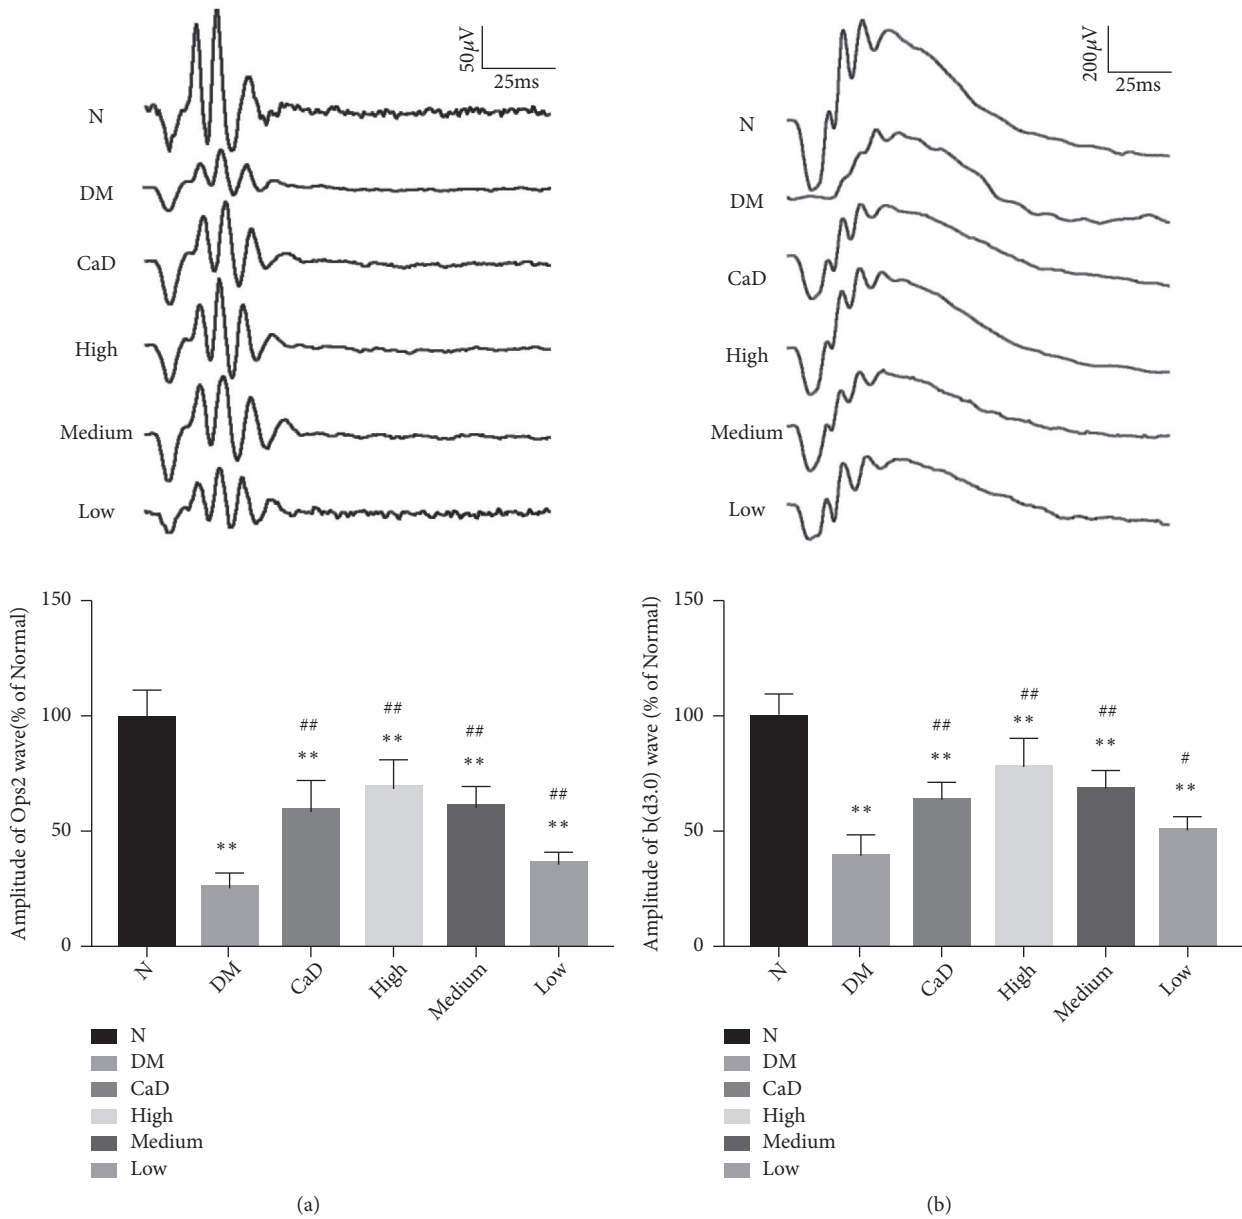 50μV
25ms
N
DM
CaD
High
Medium
Low
200μV
25ms
N
DM
CaD
High
Medium
Low
Amplitude of Ops2 wave(% of Normal)
150
100
50
0
**
##
**
##
**
##
**
##
**
N
DM
CaD
High
Medium
Low
N
DM
CaD
High
Medium
Low
(a)
Amplitude of b(d3.0) wave (% of Normal)
150
100
50
0
**
##
**
##
**
##
**
#
**
N
DM
CaD
High
Medium
Low
N
DM
CaD
High
Medium
Low
(b)